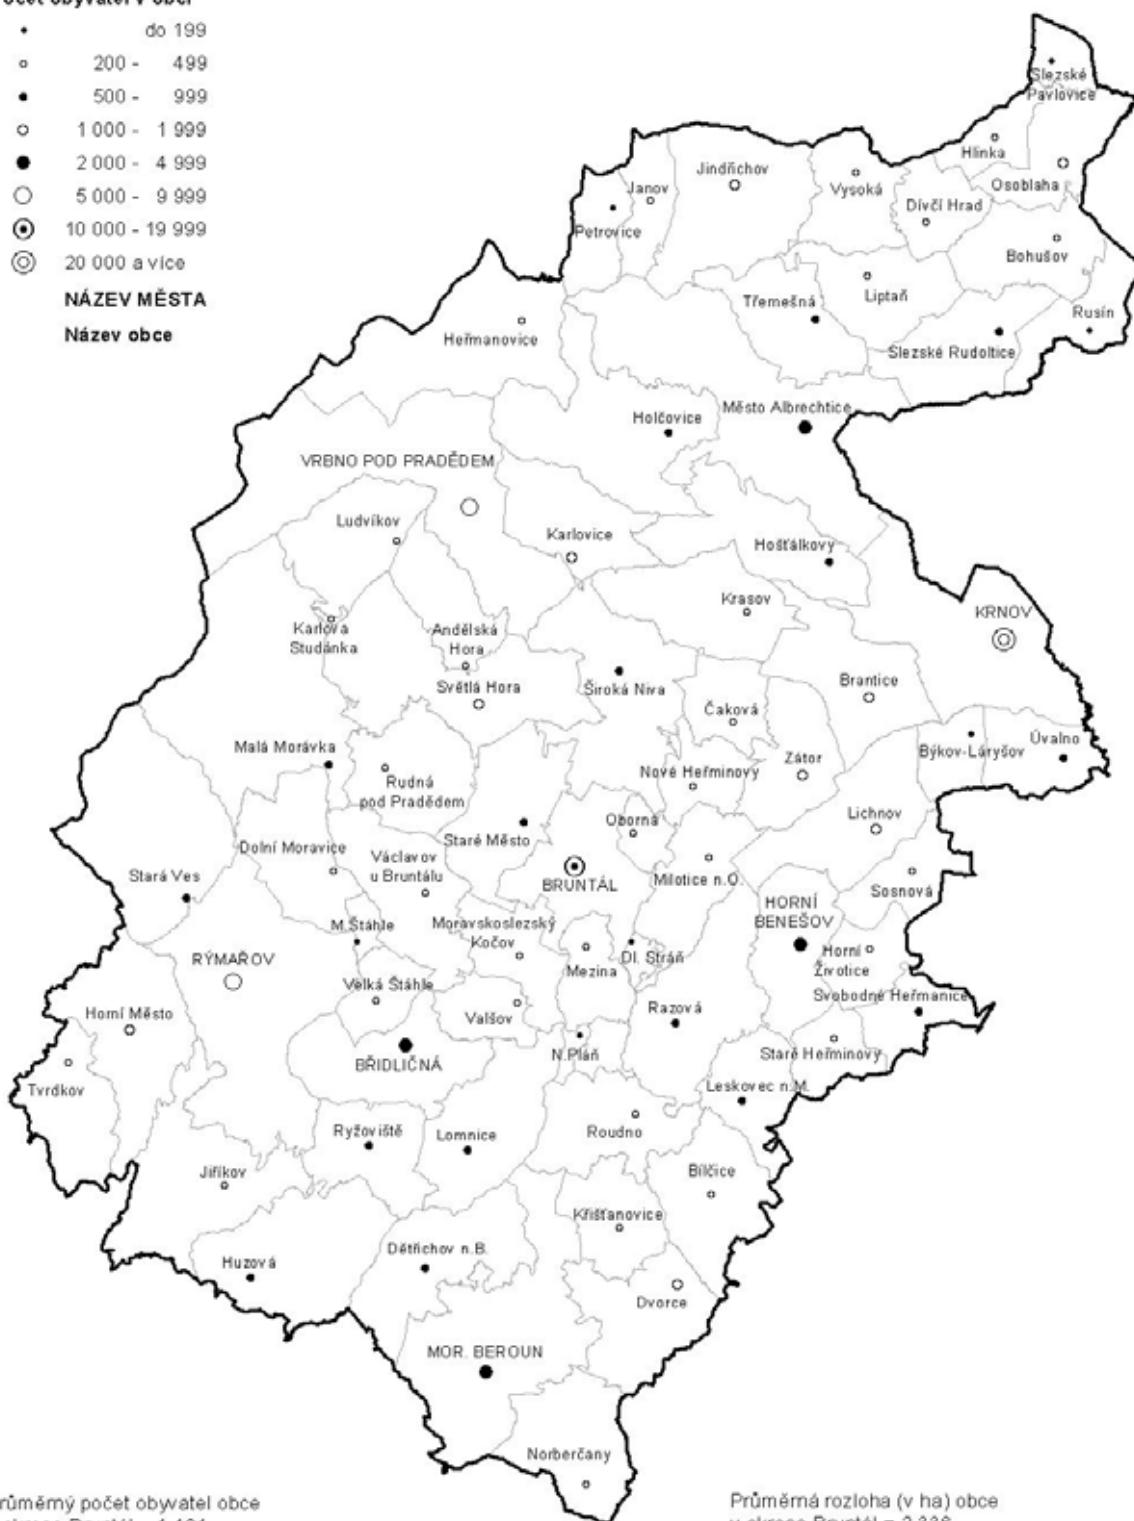 do 199
200 - 499
500 - 999
1 000 - 1 999
2 000 - 4 999
5 000 - 9 999
10 000 - 19 999
20 000 a více
NÁZEV MĚSTA
Název obce
Slezské
Pavlovice
Hlinka
Osoblaha
Jindřichov
Janov
Vysoká
Dívčí Hrad
Petrovice
Bohušov
Třemešná
Liptaň
Rusín
Heřmanovice
Slezské Rudoltice
Holčovice
Město Albrechtice
VRBNO POD PRADĚDEM
Ludvíkov
Karlovice
Hošťálkovy
Krasov
KRNOV
Karlova
Studánka
Andělská
Hora
Světlá Hora
Široká Niva
Brantice
Čaková
Malá Morávka
Býkov-Láryšov
Úvalno
Rudná
pod Pradědem
Nové Heřminovy
Zátor
Oborná
Lichnov
Staré Město
Dolní Moravice
Václavov
u Bruntálu
Stará Ves
BRUNTÁL
Milotice n.O.
Sosnová
HORNÍ
BENEŠOV
M.Štáhle
Moravskoslezský
Kočov
RÝMAŘOV
Mezina
Dl. Stráň
Horní
Životice
Velká Štáhle
Svobodné Heřmanice
Horní Město
Valšov
Razová
N.Pláň
Staré Heřminovy
BŘIDLIČNÁ
Tvrdkov
Leskovec n.M.
Ryžoviště
Lomnice
Roudno
Jiříkov
Bílčice
Křišťanovice
Huzová
Dětřichov n.B.
Dvorce
MOR. BEROUN
Norberčany
růměrný počet obyvatel obce
Průměrná rozloha (v ha) obce